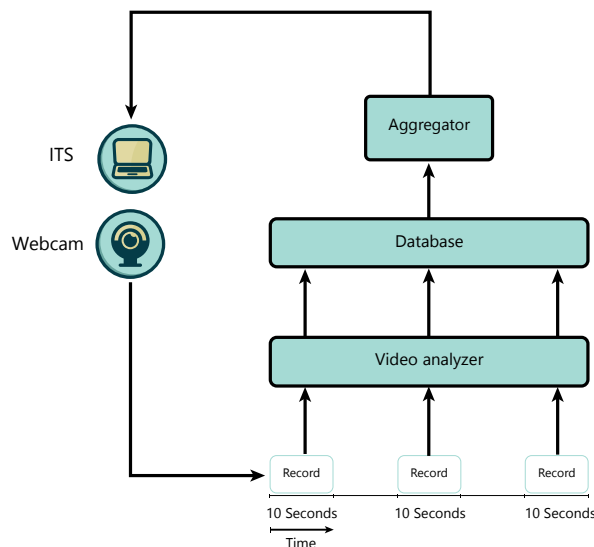 Aggregator
ITS
Webcam
Database
Video analyzer
Record Record Record
10 Seconds 10 Seconds 10 Seconds
Time